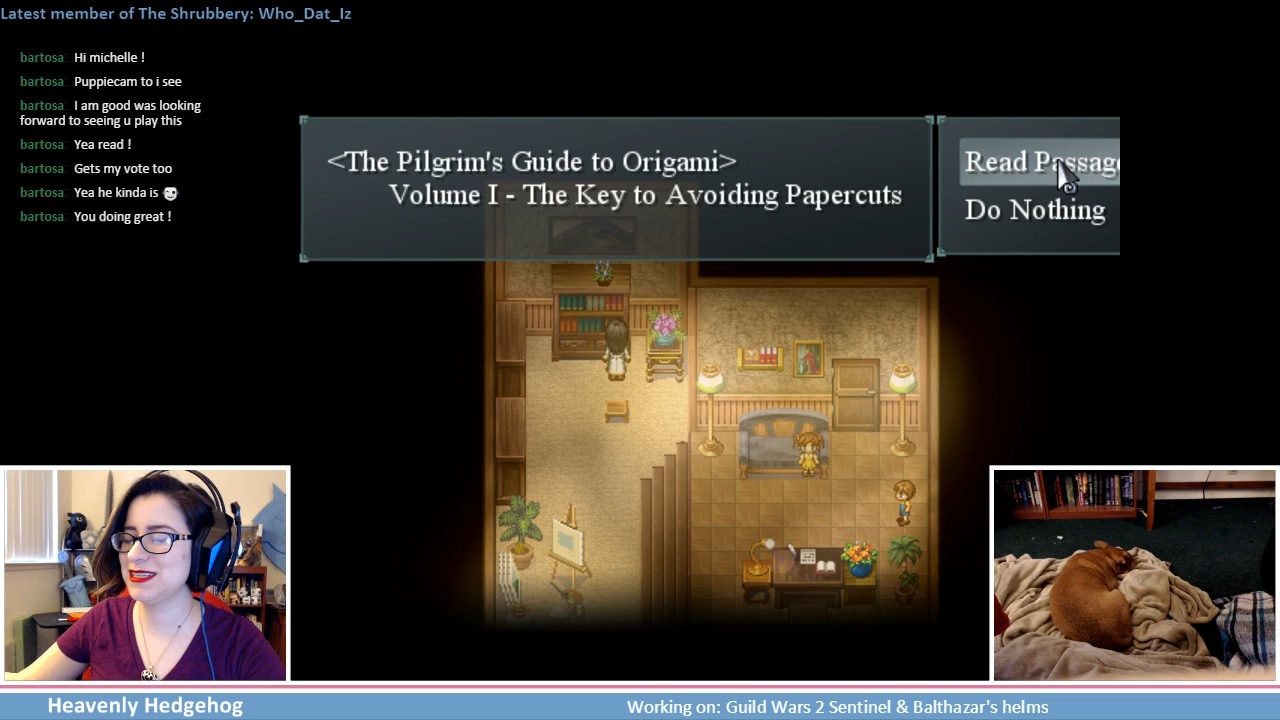 Latest member of The Shrubbery: Who_Dat_Iz
bartosa: Hi michelle !
bartosa: Puppiecam to i see
bartosa: I am good was looking
forward to seeing u play this
bartosa: Yea read !
bartosa: Gets my vote too
bartosa: Yea he kinda is
bartosa: You doing great !
<The Pilgrim's Guide to Origami>
Volume I - The Key to Avoiding Papercuts
Read Passage
Do Nothing
Heavenly Hedgehog
Working on: Guild Wars 2 Sentinel & Balthazar's helms